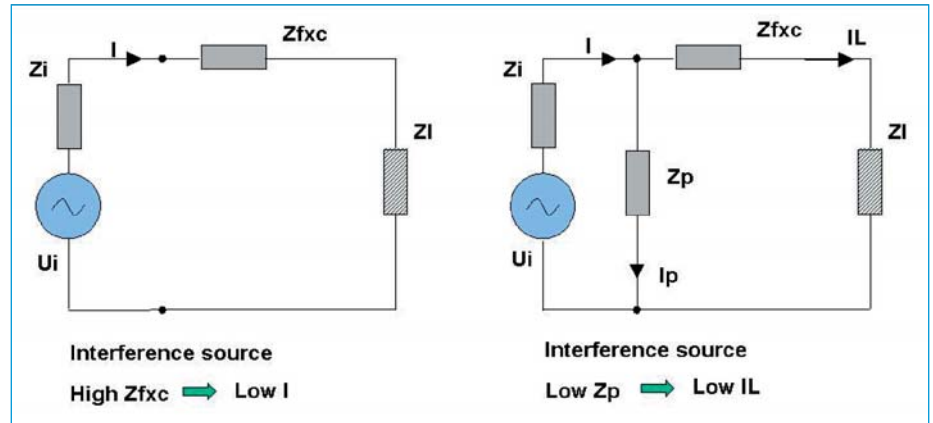 Zfxc
I
Zi
Zl
Ui
Interference source
High Zfxc
Low I
Zfxc
I
IL
Zi
Zl
Zp
Ui
Ip
Interference source
Low Zp
Low IL